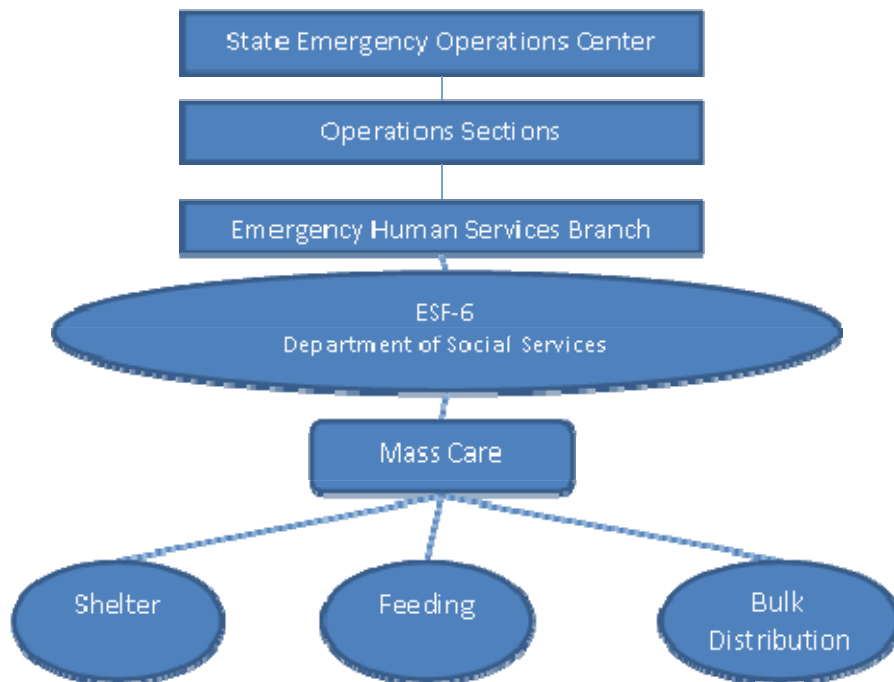 State Emergency Operations Center
Operations Sections
Emergency Human Services Branch
ESF-6
Department of Social Services
Mass Care
Shelter
Feeding
Bulk
Distribution